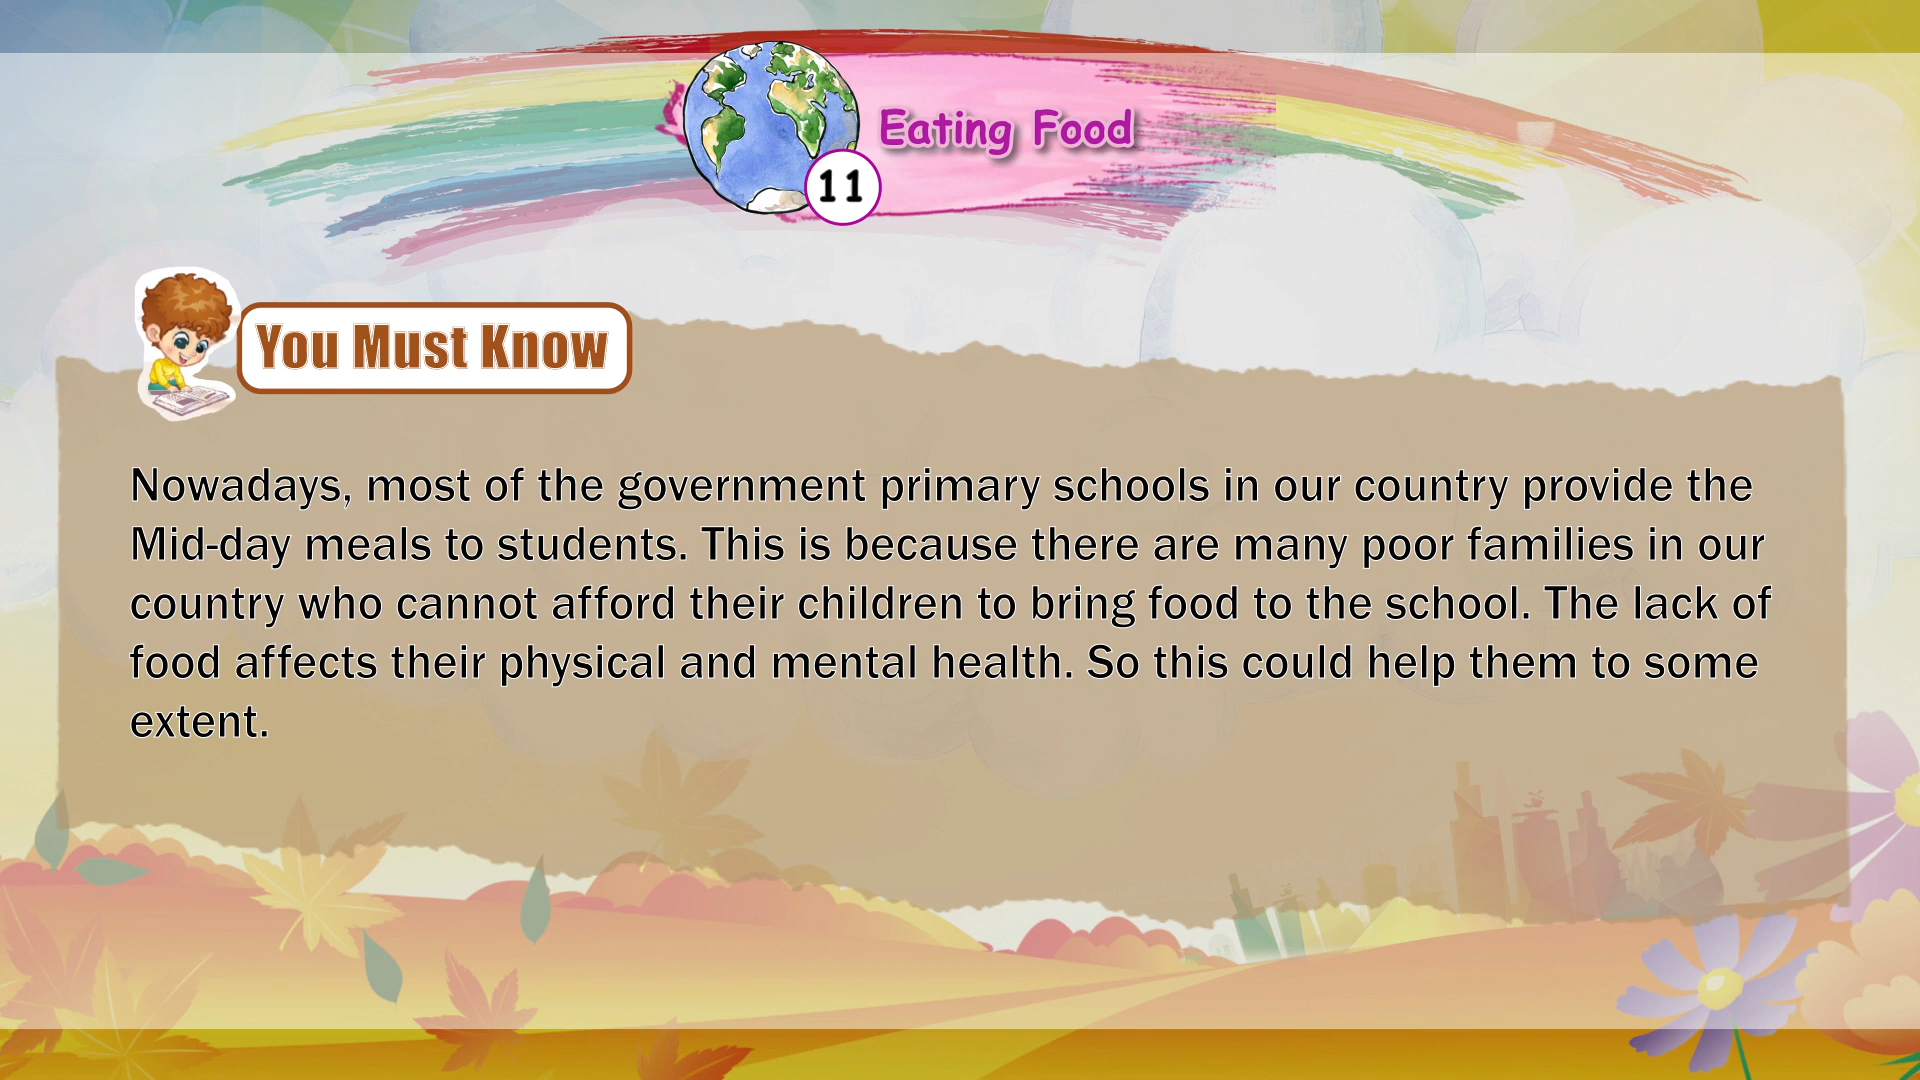 Eating Food
11
You Must Know
Nowadays, most of the government primary schools in our country provide the
Mid-day meals to students. This is because there are many poor families in our
country who cannot afford their children to bring food to the school. The lack of
food affects their physical and mental health. So this could help them to some
extent.